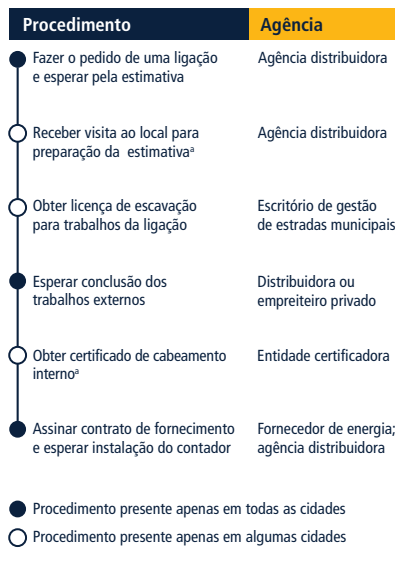 Procedimento Agência
Fazer o pedido de uma ligação Agência distribuidora
e esperar pela estimativa
Receber visita ao local para Agência distribuidora
preparação da estimativaª
Obter licença de escavação Escritório de gestão
para trabalhos da ligação de estradas municipais
Esperar conclusão dos Distribuidora ou
trabalhos externos empreiteiro privado
Obter certificado de cabeamento Entidade certificadora
internoª
Assinar contrato de fornecimento Fornecedor de energia;
e esperar instalação do contador agência distribuidora
Procedimento presente apenas em todas as cidades
Procedimento presente apenas em algumas cidades